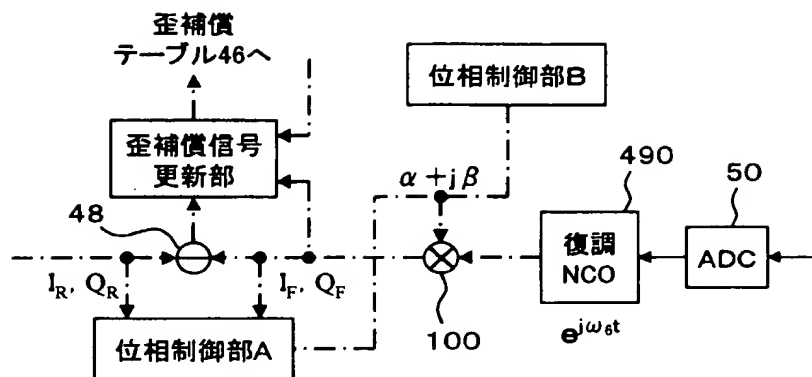 歪補償
テーブル46へ
位相制御部B
歪補償信号
更新部
α+jβ
490
50
48
復調
NCO
ADC
I_R, Q_R
I_F, Q_F
100
e^{jω_6t}
位相制御部A